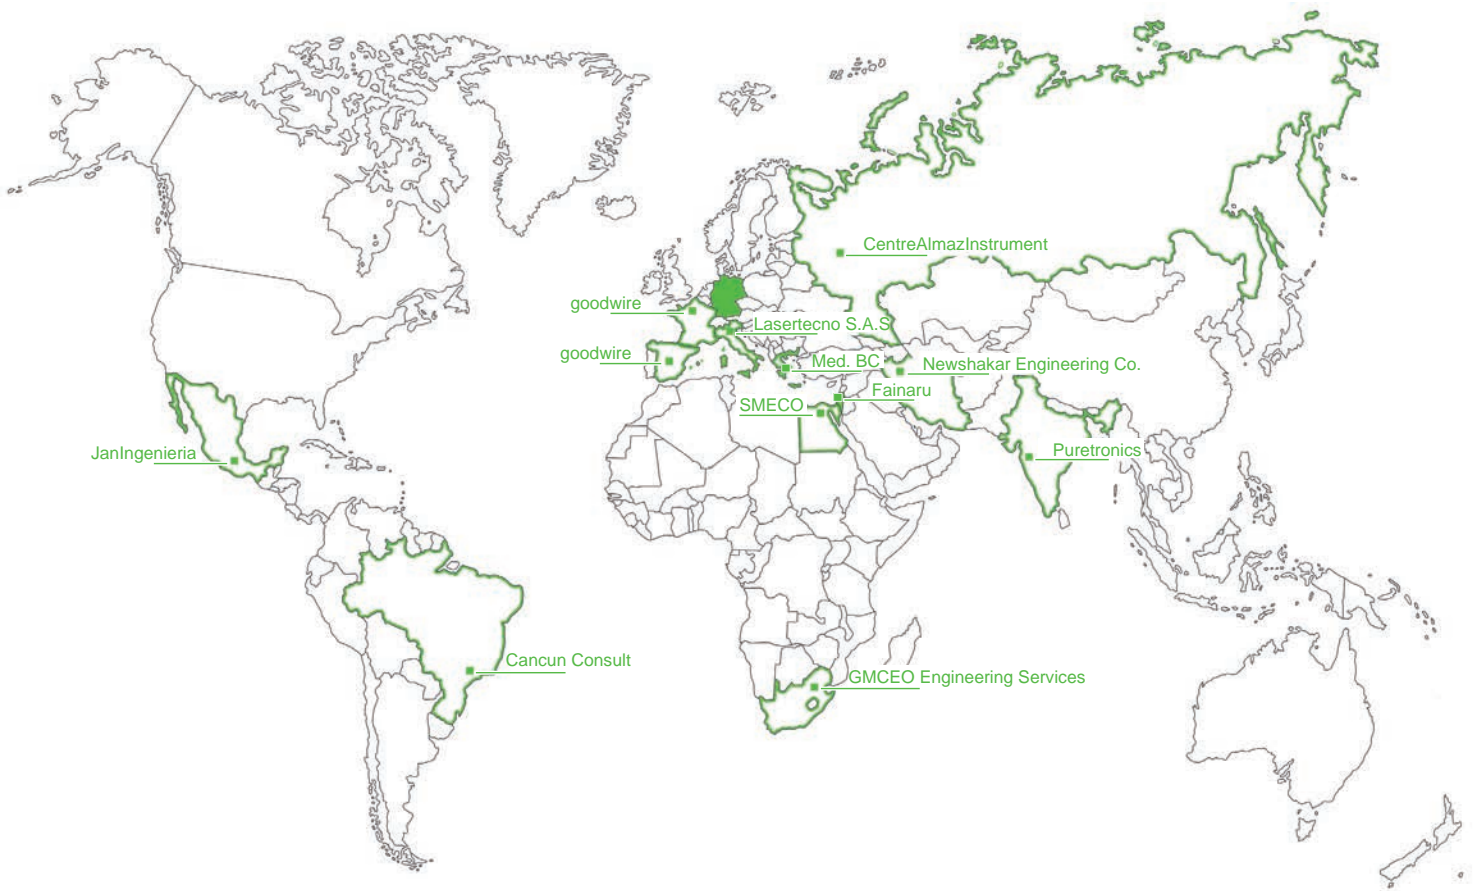 CentreAlmazInstrument
goodwire
Lasertecno S.A.S
goodwire
Med. BC
Newshakar Engineering Co.
Fainaru
SMECO
JanIngenieria
Puretronics
Cancun Consult
GMCEO Engineering Services